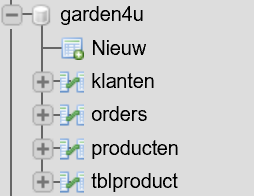 garden4u
Nieuw
klanten
orders
producten
tblproduct